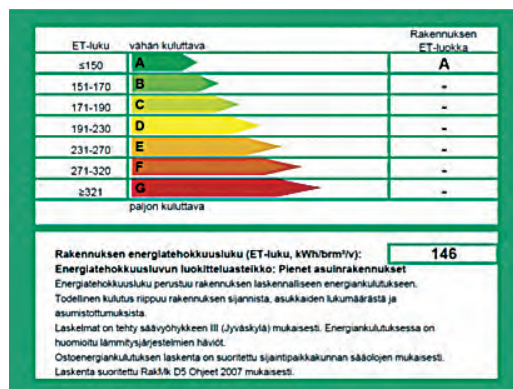 Rakennuksen
ET-luku vähän kuluttava ET-luokka
≤150 A A
151-170 B -
171-190 C -
191-230 D -
231-270 E -
271-320 F -
≥321 G -
paljon kuluttava
Rakennuksen energiatehokkuusluku (ET-luku, kWh/brm²/v): 146
Energiatehokkuusluvun luokitteluasteikko: Pienet asuinrakennukset
Energiatehokkuusluku perustuu rakennuksen laskennalliseen energiankulutukseen.
Todellinen kulutus riippuu rakennuksen sijannista, asukkaiden lukumäärästä ja
asumistottumuksista.
Laskelmat on tehty säävyöhykkeen III (Jyväskylä) mukaisesti. Energiankulutuksessa on
huomioitu lämmitysjärjestelmien häviöt.
Ostoenergiankulutuksen laskenta on suoritettu sijaintipaikkakunnan sääolojen mukaisesti.
Laskenta suoritettu RakMk D5 Ohjeet 2007 mukaisesti.